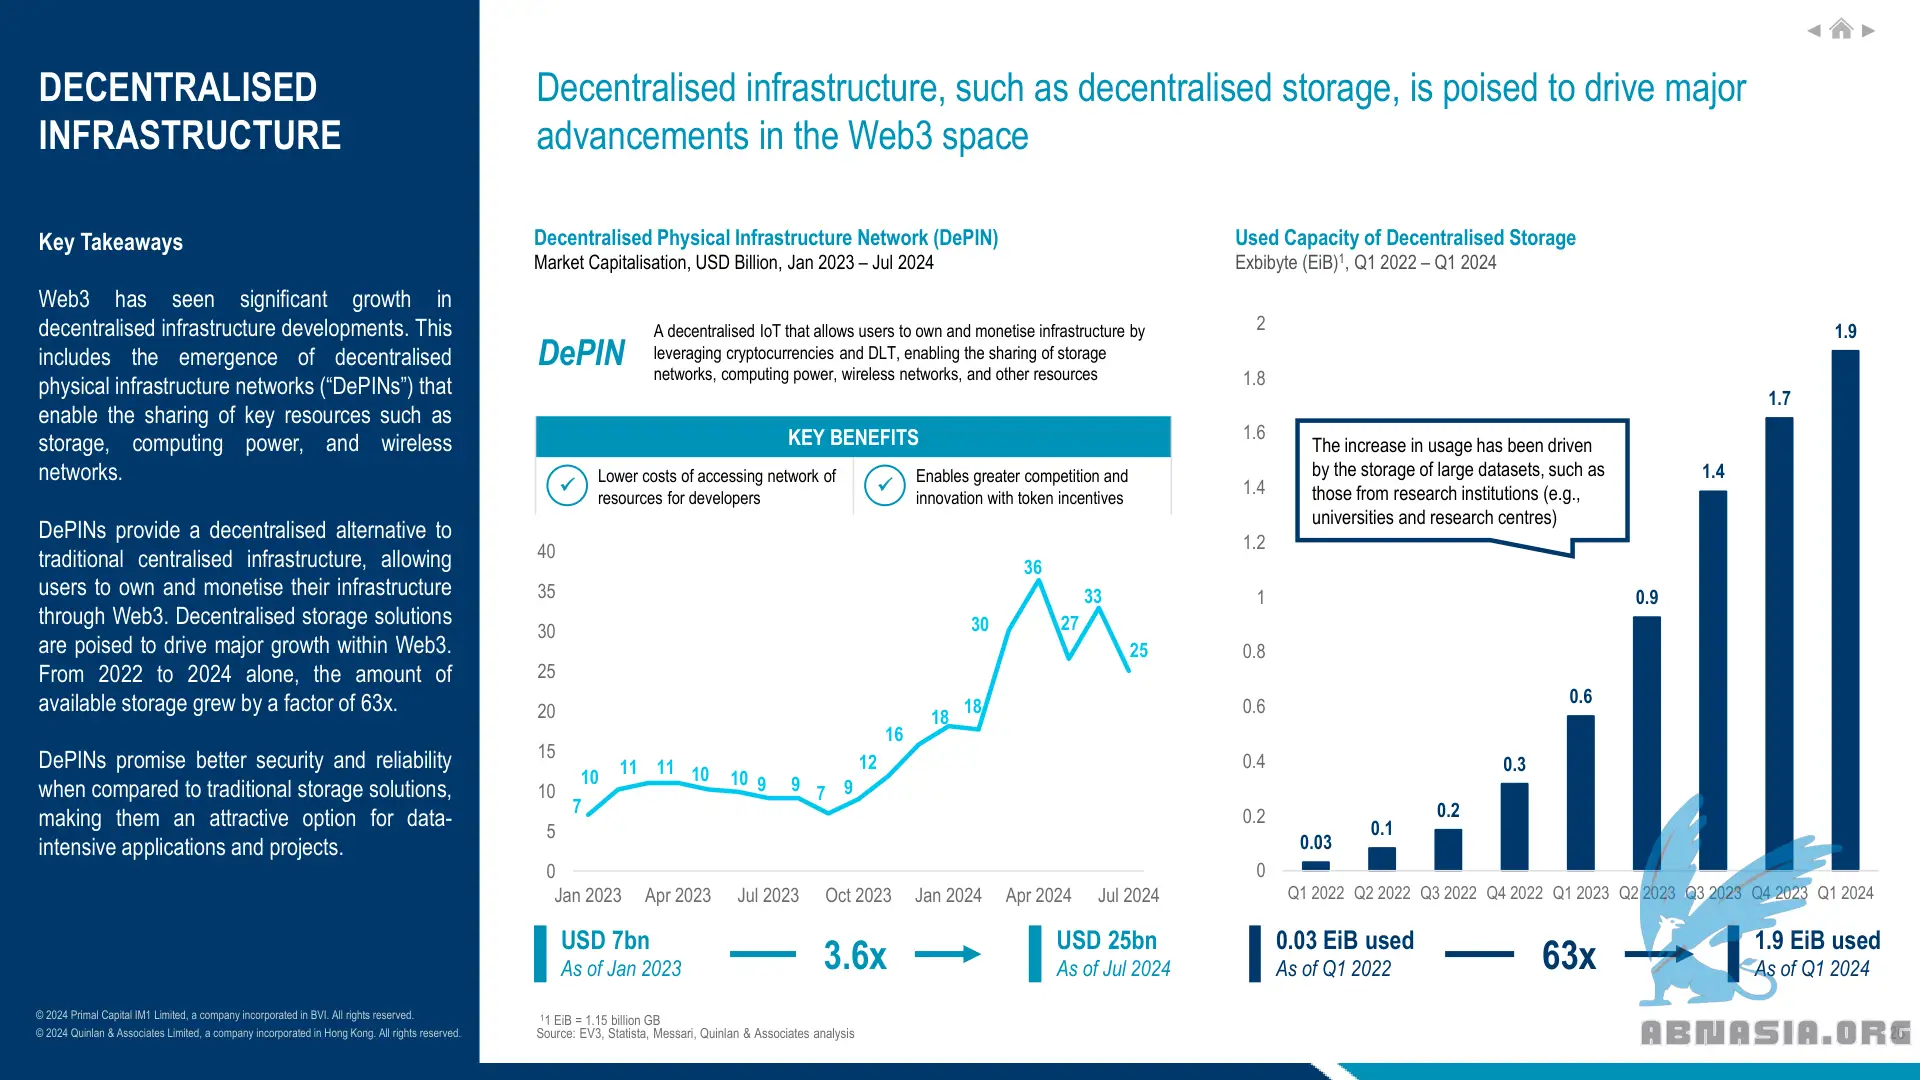 DECENTRALISED
INFRASTRUCTURE
Key Takeaways
Web3 has seen significant growth in
decentralised infrastructure developments. This
includes the emergence of decentralised
physical infrastructure networks (“DePINs”) that
enable the sharing of key resources such as
storage, computing power, and wireless
networks.
DePINs provide a decentralised alternative to
traditional centralised infrastructure, allowing
users to own and monetise their infrastructure
through Web3. Decentralised storage solutions
are poised to drive major growth within Web3.
From 2022 to 2024 alone, the amount of
available storage grew by a factor of 63x.
DePINs promise better security and reliability
when compared to traditional storage solutions,
making them an attractive option for data-
intensive applications and projects.
© 2024 Primal Capital IM1 Limited, a company incorporated in BVI. All rights reserved.
© 2024 Quinlan & Associates Limited, a company incorporated in Hong Kong. All rights reserved.
Decentralised infrastructure, such as decentralised storage, is poised to drive major
advancements in the Web3 space
Decentralised Physical Infrastructure Network (DePIN)
Market Capitalisation, USD Billion, Jan 2023 – Jul 2024
DePIN
A decentralised IoT that allows users to own and monetise infrastructure by
leveraging cryptocurrencies and DLT, enabling the sharing of storage
networks, computing power, wireless networks, and other resources
KEY BENEFITS
Lower costs of accessing network of
resources for developers
Enables greater competition and
innovation with token incentives
40
35
30
25
20
15
10
5
0
7
10
11
11
10
10
9
9
7
9
12
16
18
18
30
36
27
33
25
Jan 2023 Apr 2023 Jul 2023 Oct 2023 Jan 2024 Apr 2024 Jul 2024
USD 7bn
As of Jan 2023
3.6x
USD 25bn
As of Jul 2024
Used Capacity of Decentralised Storage
Exbibyte (EiB)¹, Q1 2022 – Q1 2024
2
1.8
1.6
1.4
1.2
1
0.8
0.6
0.4
0.2
0
The increase in usage has been driven
by the storage of large datasets, such as
those from research institutions (e.g.,
universities and research centres)
0.03
0.1
0.2
0.3
0.6
0.9
1.4
1.7
1.9
Q1 2022 Q2 2022 Q3 2022 Q4 2022 Q1 2023 Q2 2023 Q3 2023 Q4 2023 Q1 2024
0.03 EiB used
As of Q1 2022
63x
1.9 EiB used
As of Q1 2024
¹1 EiB = 1.15 billion GB
Source: EV3, Statista, Messari, Quinlan & Associates analysis
ABNASIA.ORG